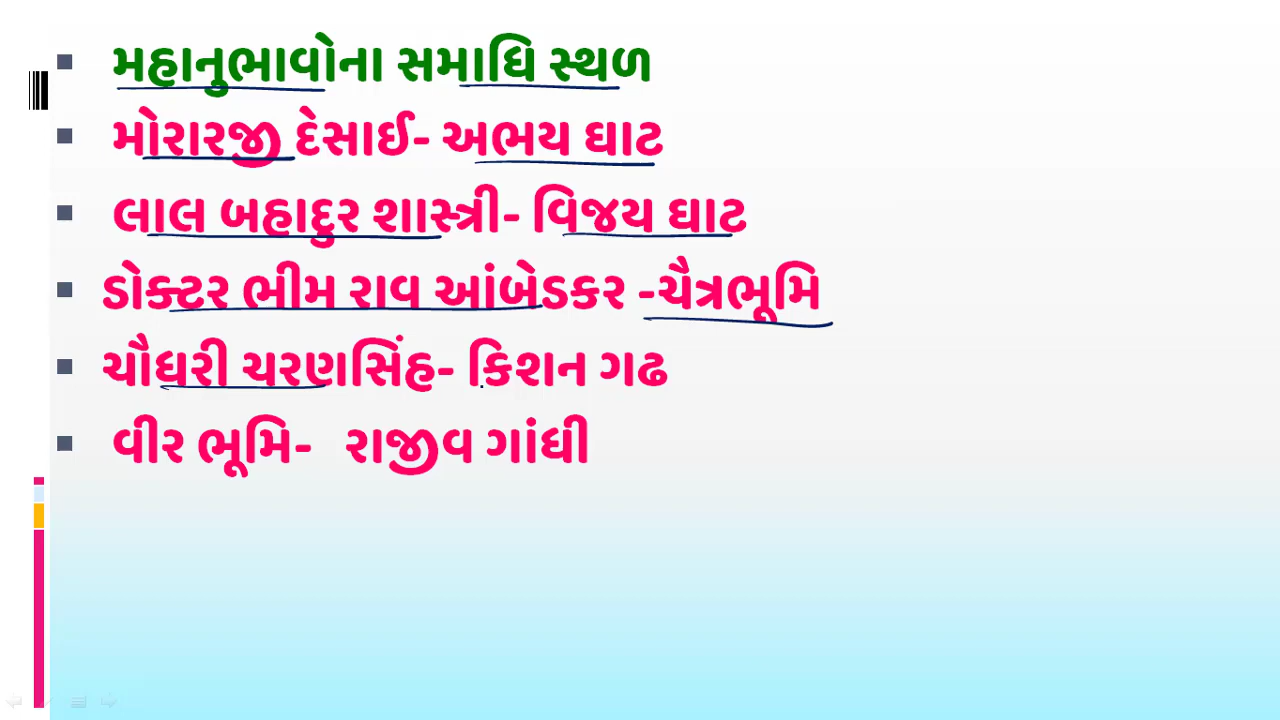 મહાનુભાવોના સમાધિ સ્થળ
મોરારજી દેસાઈ- અભય ઘાટ
લાલ બહાદુર શાસ્ત્રી- વિજય ઘાટ
ડોક્ટર ભીમ રાવ આંબેડકર -ચૈત્રભૂમિ
ચૌધરી ચરણસિંહ- કિશન ગઢ
વીર ભૂમિ- રાજીવ ગાંધી